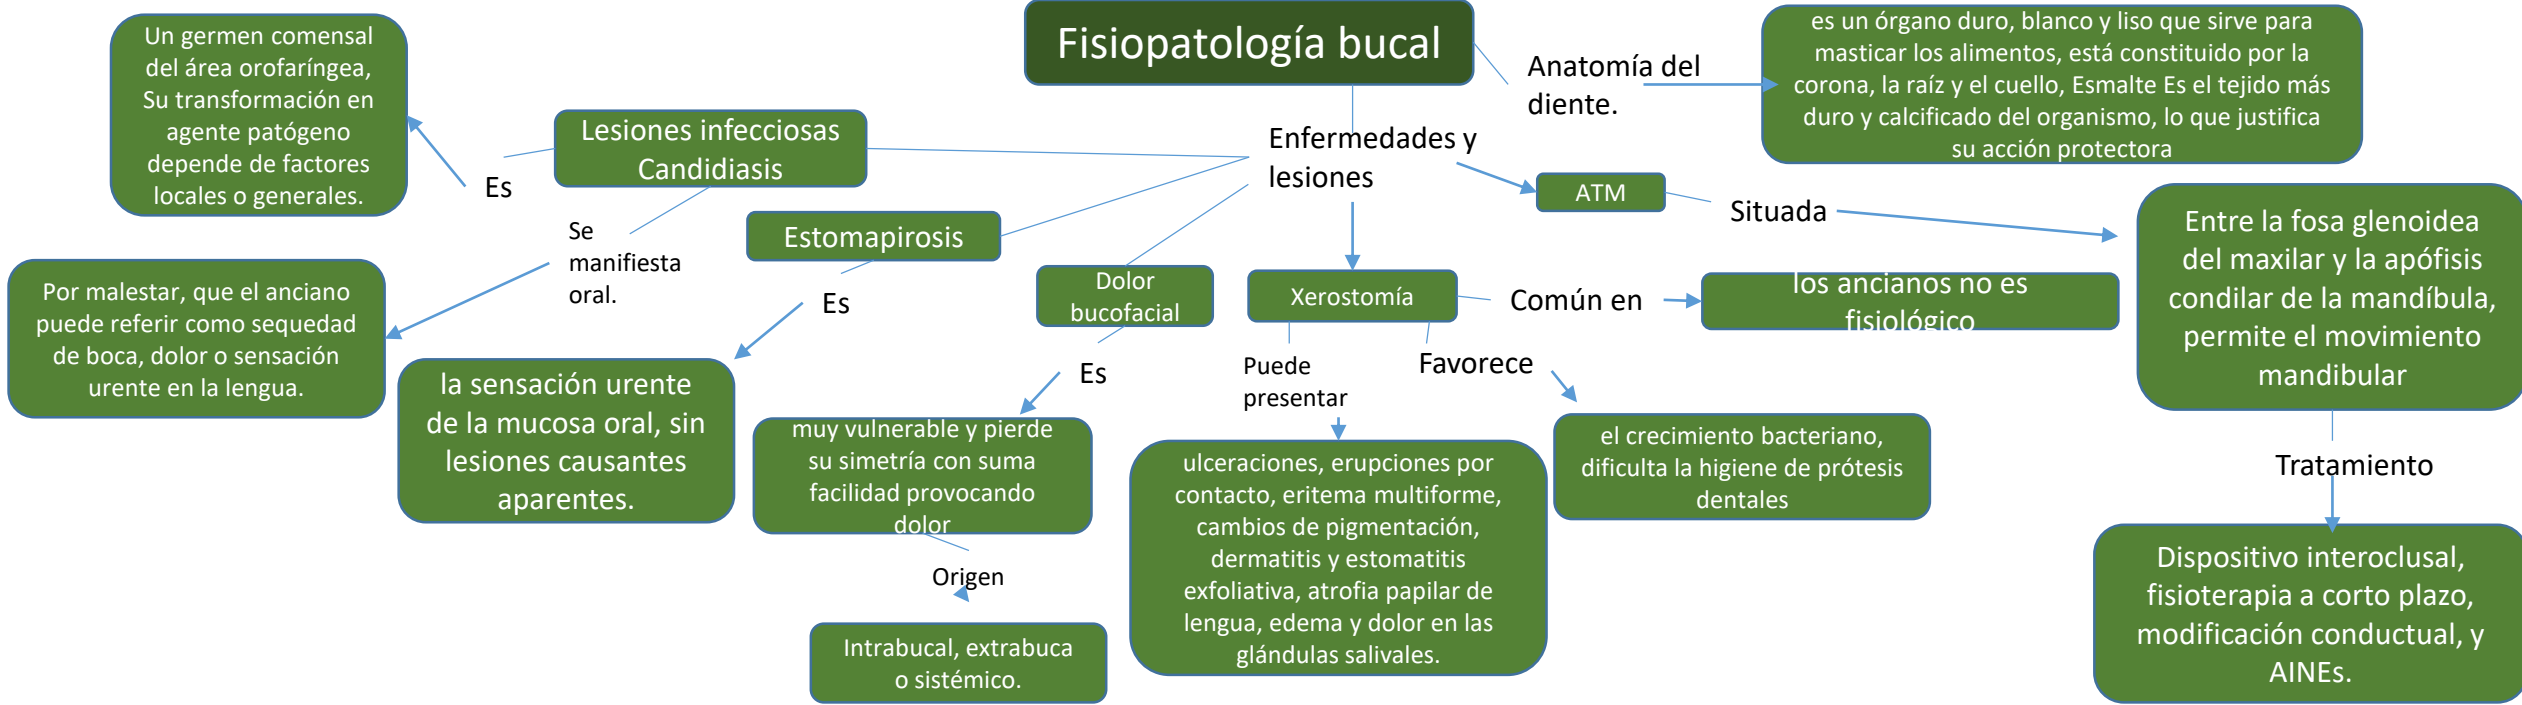 Fisiopatología bucal
Anatomía del
diente.
es un órgano duro, blanco y liso que sirve para
masticar los alimentos, está constituido por la
corona, la raíz y el cuello, Esmalte Es el tejido más
duro y calcificado del organismo, lo que justifica
su acción protectora
Enfermedades y
lesiones
Lesiones infecciosas
Candidiasis
Es
Un germen comensal
del área orofaríngea,
Su transformación en
agente patógeno
depende de factores
locales o generales.
Se
manifiesta
oral.
Por malestar, que el anciano
puede referir como sequedad
de boca, dolor o sensación
urente en la lengua.
Estomapirosis
Es
la sensación urente
de la mucosa oral, sin
lesiones causantes
aparentes.
Dolor
bucofacial
Es
muy vulnerable y pierde
su simetría con suma
facilidad provocando
dolor
Origen
Intrabucal, extrabuca
o sistémico.
Xerostomía
Común en
los ancianos no es
fisiológico
Puede
presentar
ulceraciones, erupciones por
contacto, eritema multiforme,
cambios de pigmentación,
dermatitis y estomatitis
exfoliativa, atrofia papilar de
lengua, edema y dolor en las
glándulas salivales.
Favorece
el crecimiento bacteriano,
dificulta la higiene de prótesis
dentales
ATM
Situada
Entre la fosa glenoidea
del maxilar y la apófisis
condilar de la mandíbula,
permite el movimiento
mandibular
Tratamiento
Dispositivo interoclusal,
fisioterapia a corto plazo,
modificación conductual, y
AINEs.